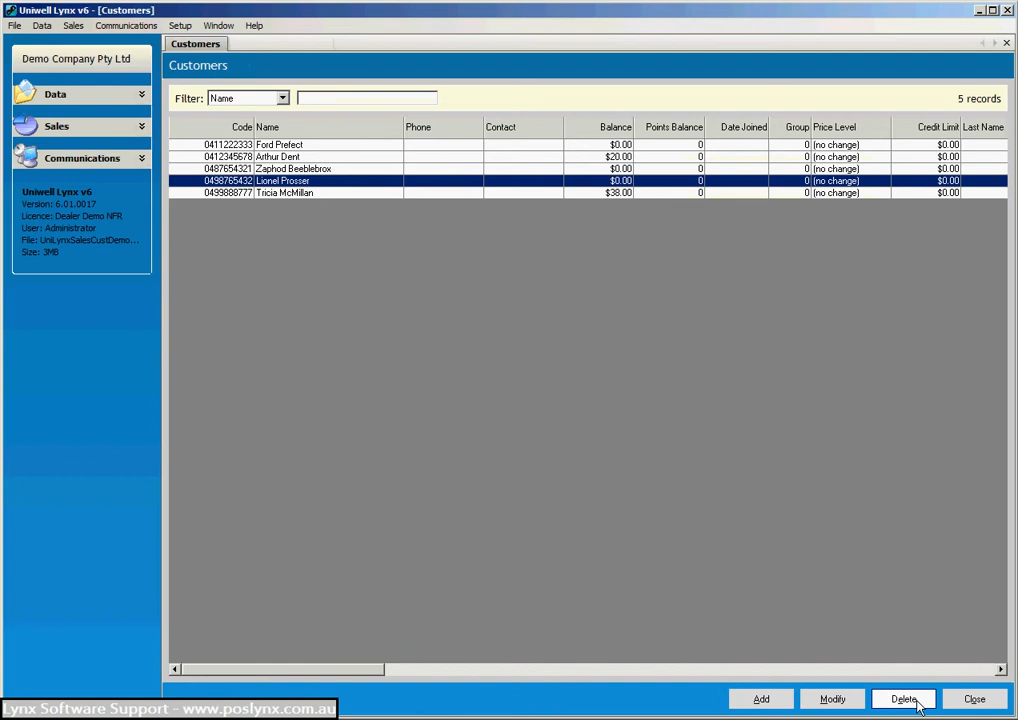 Uniwell Lynx v6 - [Customers]
File Data Sales Communications Setup Window Help
Demo Company Pty Ltd
Data
Sales
Communications
Uniwell Lynx v6
Version: 6.01.0017
Licence: Dealer Demo NFR
User: Administrator
File: UniLynxSalesCustDemo...
Size: 3MB
Customers
Customers
Filter: Name 5 records
Code Name Phone Contact Balance Points Balance Date Joined Group Price Level Credit Limit Last Name
0411222333 Ford Prefect $0.00 0 0 (no change) $0.00
0412345678 Arthur Dent $20.00 0 0 (no change) $0.00
0487654321 Zaphod Beeblebrox $0.00 0 0 (no change) $0.00
0498765432 Lionel Prosser $0.00 0 0 (no change) $0.00
0499888777 Tricia McMillan $38.00 0 0 (no change) $0.00
Add Modify Delete Close
Lynx Software Support - www.poslynx.com.au